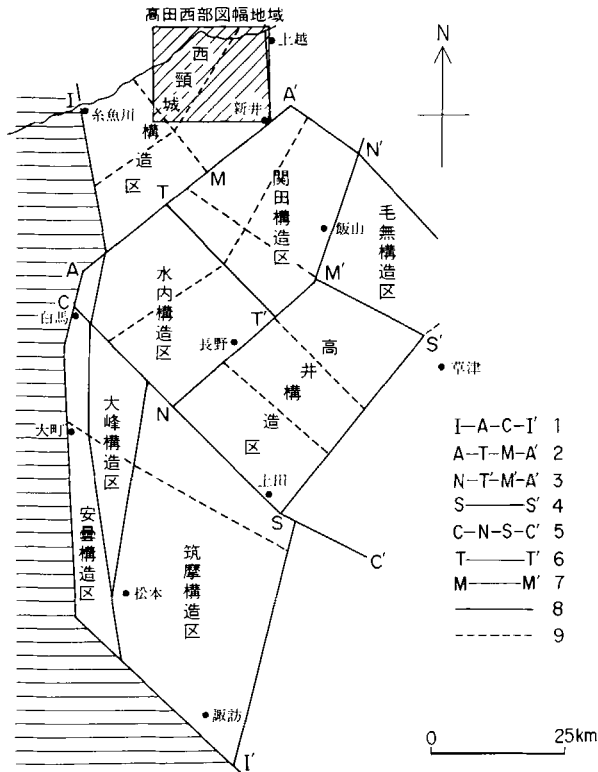 高田西部図幅地域
上越
西頸城構造区
新井
糸魚川
I
A'
N
N'
M
T
関田構造区
飯山
毛無構造区
M'
A
水内構造区
C
白馬
T'
長野
S'
草津
高井構造区
N
大峰構造区
大町
上田
S
C'
安曇構造区
筑摩構造区
松本
諏訪
I'
I-A-C-I' 1
A-T-M-A' 2
N-T'-M'-A' 3
S——S' 4
C-N-S-C' 5
T——T' 6
M——M' 7
8
9
0 25km